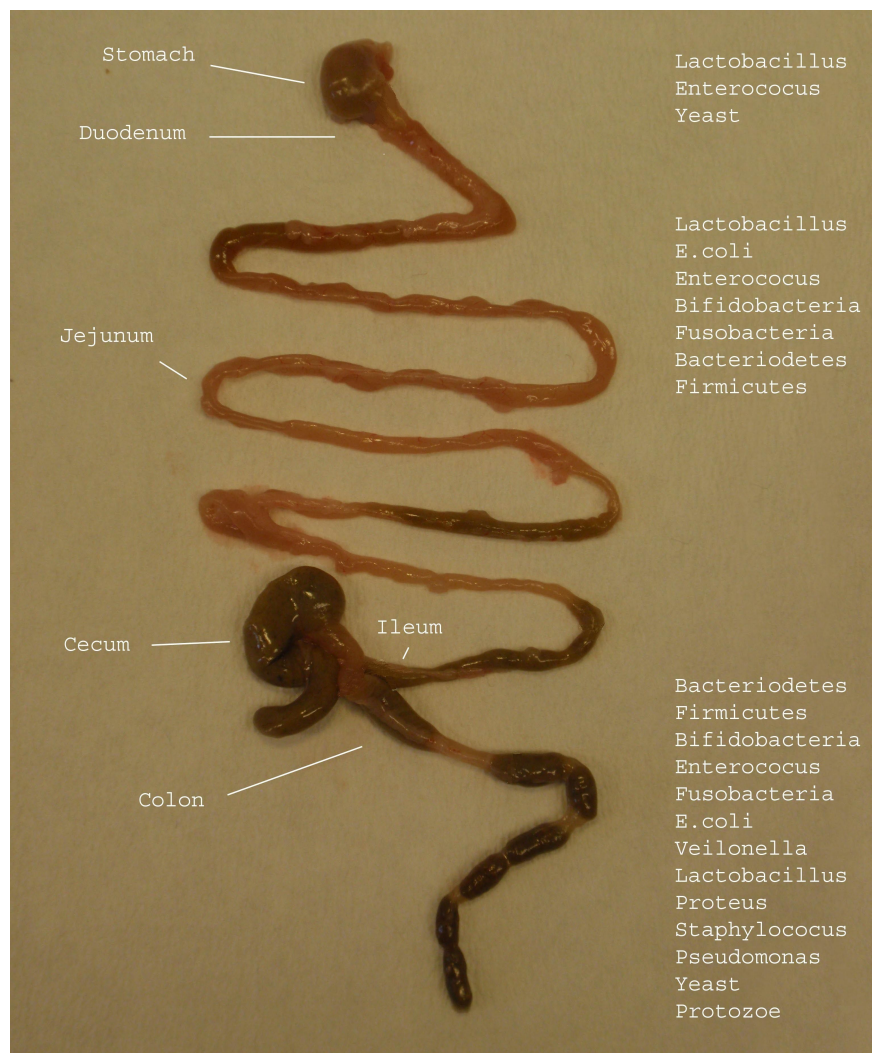 Stomach
Duodenum
Jejunum
Cecum
Ileum
Colon
Lactobacillus
Enterococus
Yeast
Lactobacillus
E.coli
Enterococus
Bifidobacteria
Fusobacteria
Bacteriodetes
Firmicutes
Bacteriodetes
Firmicutes
Bifidobacteria
Enterococus
Fusobacteria
E.coli
Veilonella
Lactobacillus
Proteus
Staphylococus
Pseudomonas
Yeast
Protozoe